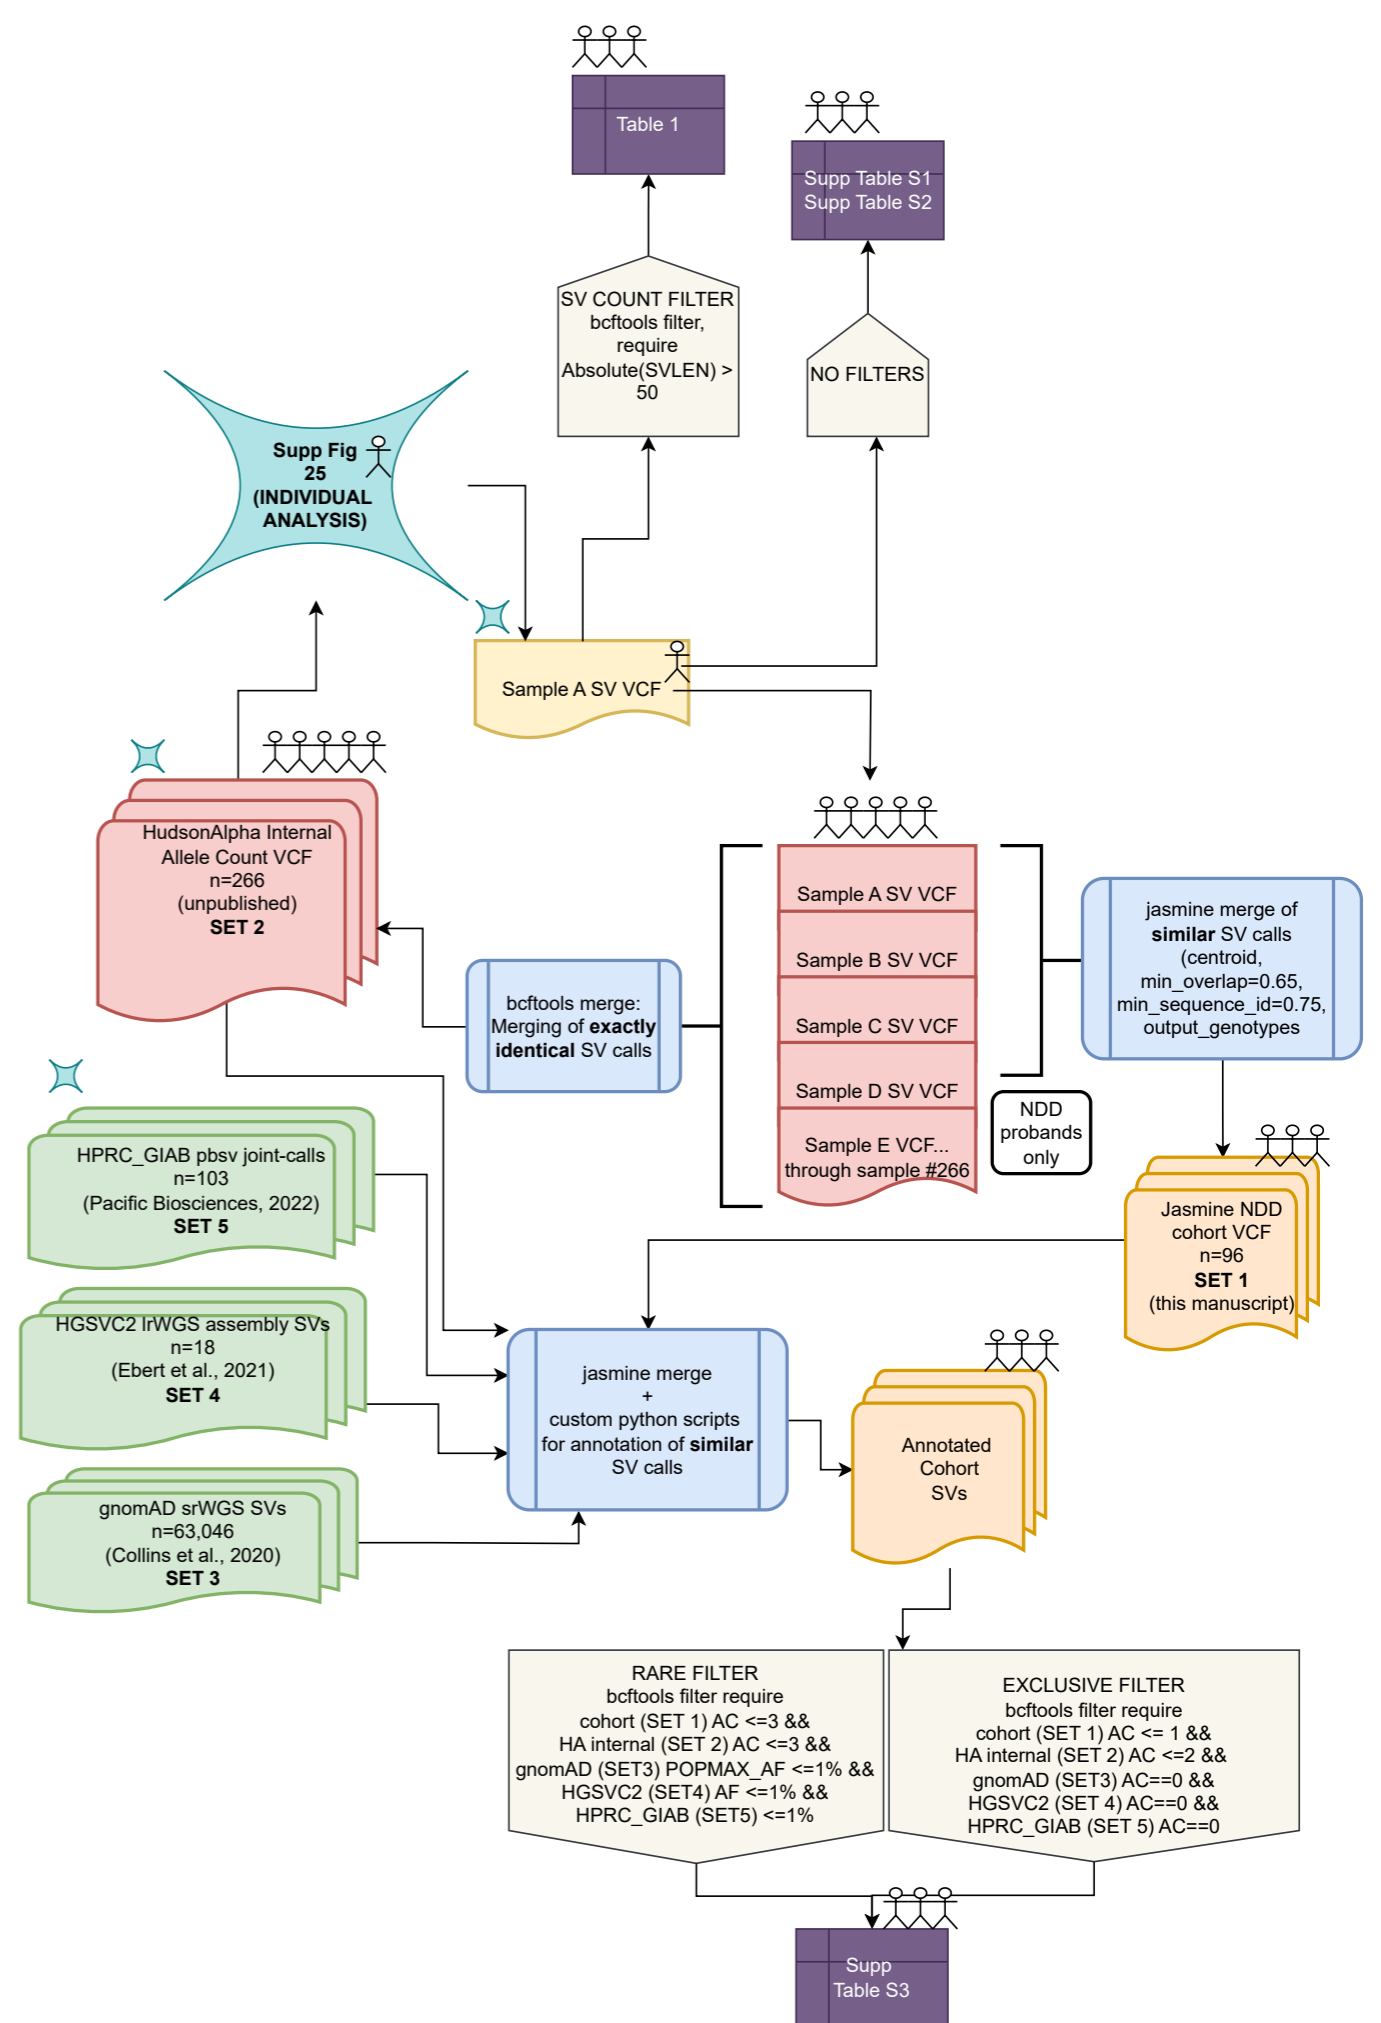 Table 1
Supp Table S1
Supp Table S2
SV COUNT FILTER
bcftools filter,
require
Absolute(SVLEN) >
50
NO FILTERS
Supp Fig
25
(INDIVIDUAL
ANALYSIS)
Sample A SV VCF
HudsonAlpha Internal
Allele Count VCF
n=266
(unpublished)
SET 2
bcftools merge:
Merging of exactly
identical SV calls
Sample A SV VCF
Sample B SV VCF
Sample C SV VCF
Sample D SV VCF
Sample E VCF...
through sample #266
NDD
probands
only
jasmine merge of
similar SV calls
(centroid,
min_overlap=0.65,
min_sequence_id=0.75,
output_genotypes
Jasmine NDD
cohort VCF
n=96
SET 1
(this manuscript)
HPRC_GIAB pbsv joint-calls
n=103
(Pacific Biosciences, 2022)
SET 5
HGSVC2 lrWGS assembly SVs
n=18
(Ebert et al., 2021)
SET 4
gnomAD srWGS SVs
n=63,046
(Collins et al., 2020)
SET 3
jasmine merge
+
custom python scripts
for annotation of similar
SV calls
Annotated
Cohort
SVs
RARE FILTER
bcftools filter require
cohort (SET 1) AC <=3 &&
HA internal (SET 2) AC <=3 &&
gnomAD (SET3) POPMAX_AF <=1% &&
HGSVC2 (SET4) AF <=1% &&
HPRC_GIAB (SET5) <=1%
EXCLUSIVE FILTER
bcftools filter require
cohort (SET 1) AC <= 1 &&
HA internal (SET 2) AC <=2 &&
gnomAD (SET3) AC==0 &&
HGSVC2 (SET 4) AC==0 &&
HPRC_GIAB (SET 5) AC==0
Supp
Table S3